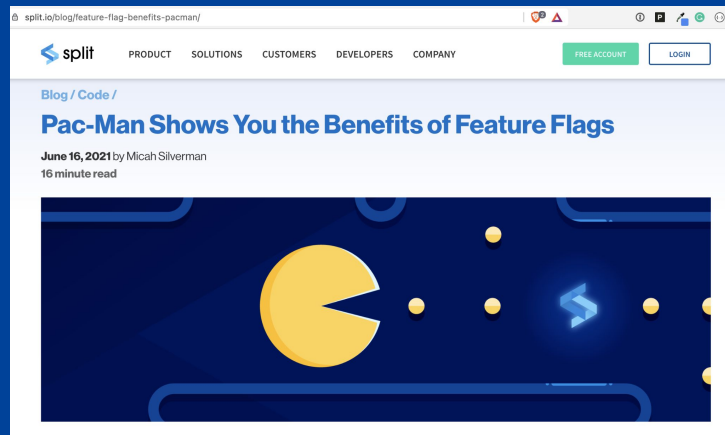 split.io/blog/feature-flag-benefits-pacman/
split
PRODUCT SOLUTIONS CUSTOMERS DEVELOPERS COMPANY
FREE ACCOUNT LOGIN
Blog / Code /
Pac-Man Shows You the Benefits of Feature Flags
June 16, 2021 by Micah Silverman
16 minute read